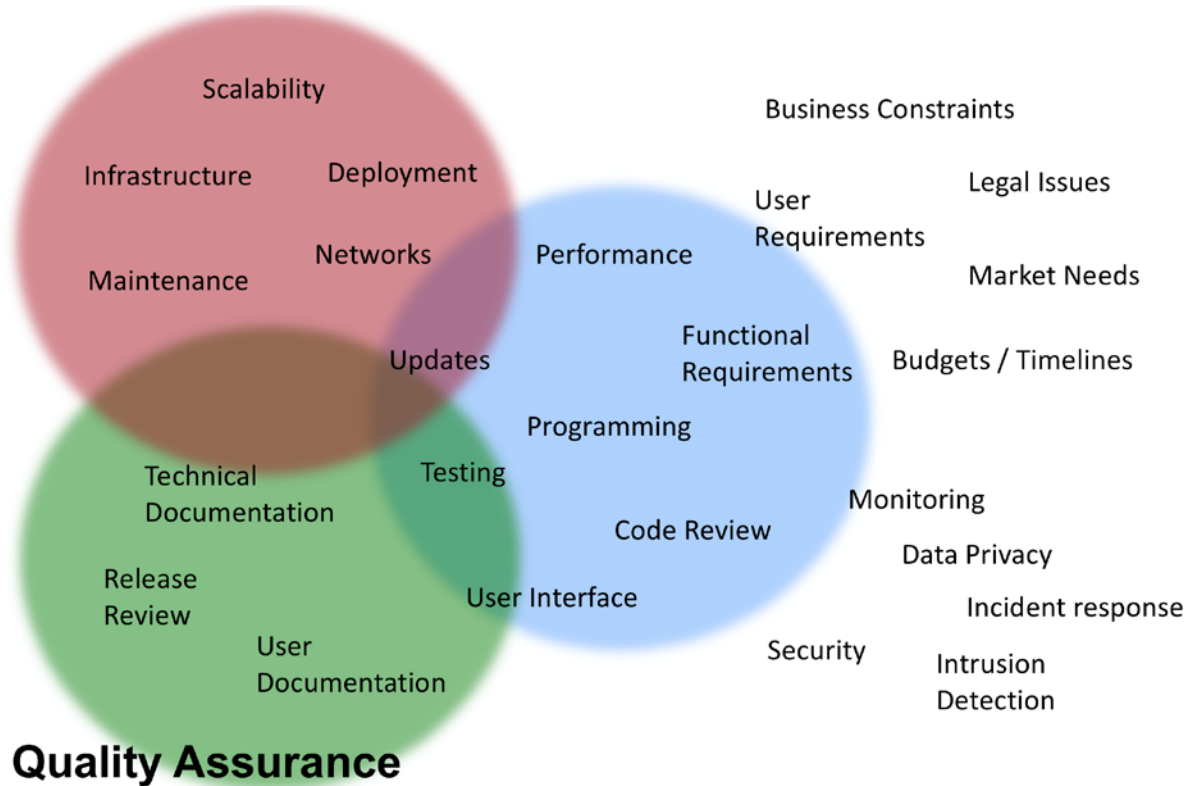 Scalability
Business Constraints
Infrastructure
Deployment
Legal Issues
User
Requirements
Networks
Performance
Maintenance
Market Needs
Updates
Functional
Requirements
Budgets / Timelines
Programming
Technical
Documentation
Testing
Monitoring
Code Review
Data Privacy
Release
Review
User Interface
Incident response
User
Documentation
Security
Intrusion
Detection
Quality Assurance